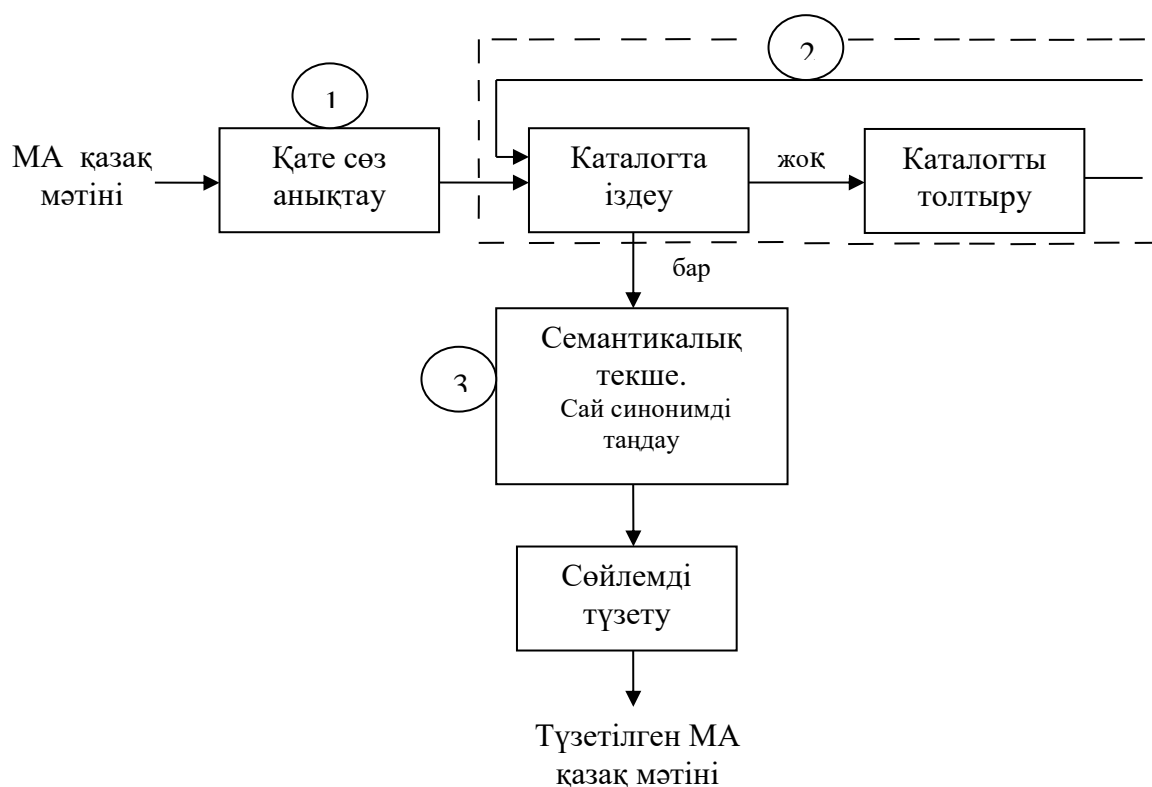 2
1
МА қазақ
мәтіні
Қате сөз
анықтау
Каталогта
іздеу
жоқ
Каталогты
толтыру
бар
3
Семантикалық
текше.
Сай синонимді
таңдау
Сөйлемді
түзету
Түзетілген МА
қазақ мәтіні